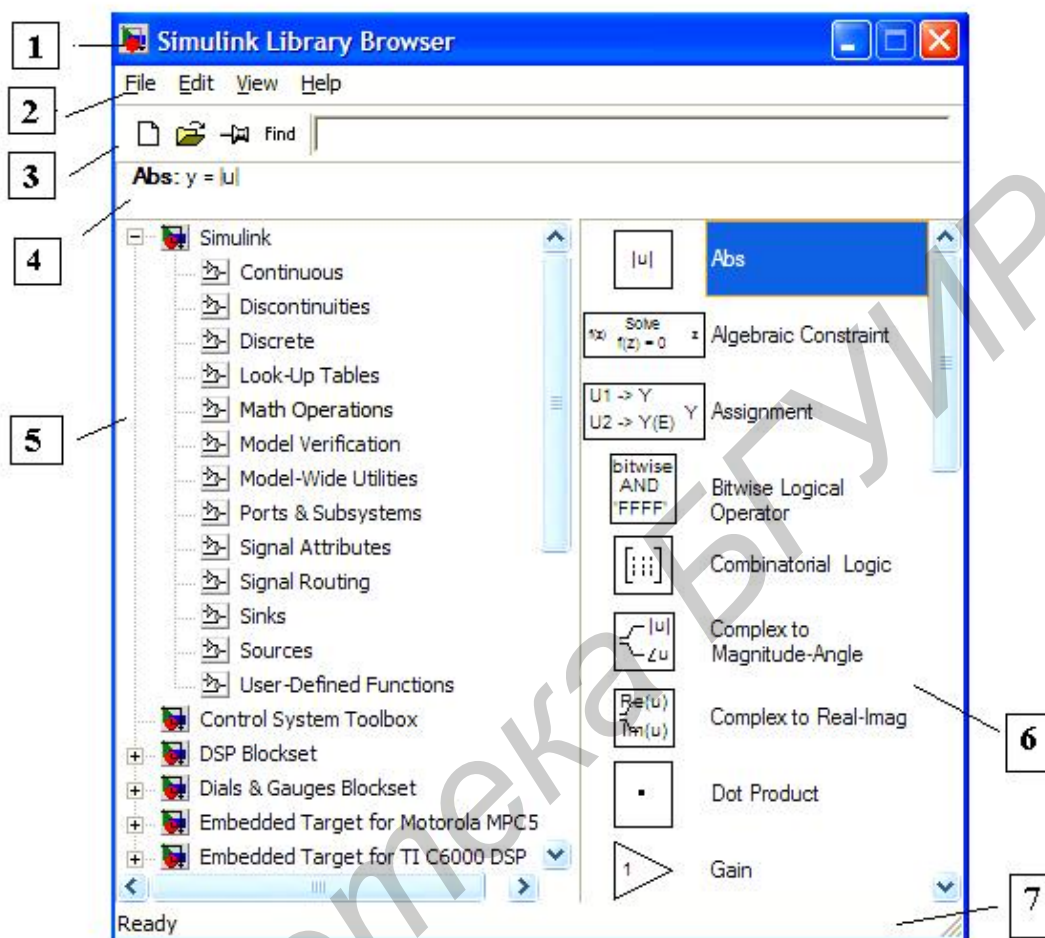 1
Simulink Library Browser
File Edit View Help
2
Find
3
Abs: y = |u|
4
Simulink
Continuous
Discontinuities
Discrete
Look-Up Tables
Math Operations
5
Model Verification
Model-Wide Utilities
Ports & Subsystems
Signal Attributes
Signal Routing
Sinks
Sources
User-Defined Functions
Control System Toolbox
DSP Blockset
Dials & Gauges Blockset
Embedded Target for Motorola MPC5
Embedded Target for TI C6000 DSP
|u| Abs
f(z) Solve f(z) = 0 z Algebraic Constraint
U1 -> Y
U2 -> Y(E) Y Assignment
bitwise
AND
'FFFF'
Bitwise Logical
Operator
Combinatorial Logic
|u|
∠u
Complex to
Magnitude-Angle
Re(u)
Im(u)
Complex to Real-Imag
6
Dot Product
1 Gain
7
Ready
тека БГУИР